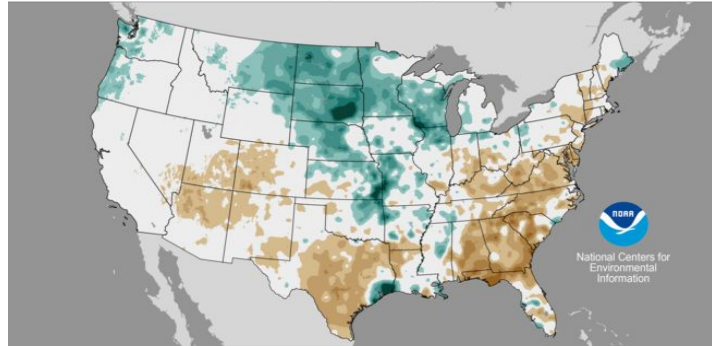 NOAA
National Centers for
Environmental
Information